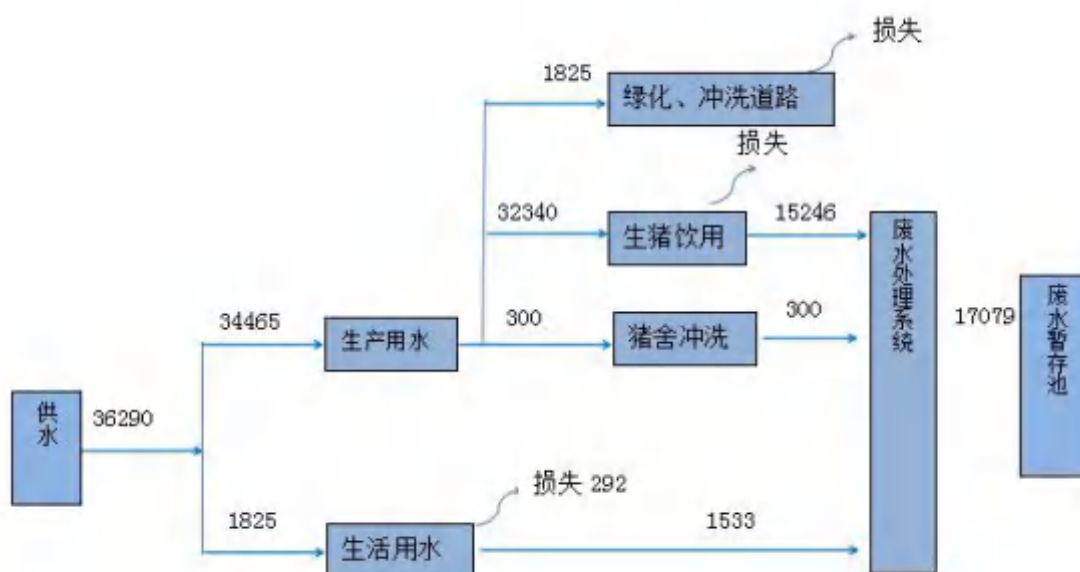 损失
1825
绿化、冲洗道路
损失
32340
生猪饮用
15246
废水处理系统
34465
生产用水
300
猪舍冲洗
300
17079
废水暂存池
供水
36290
损失 292
1825
生活用水
1533